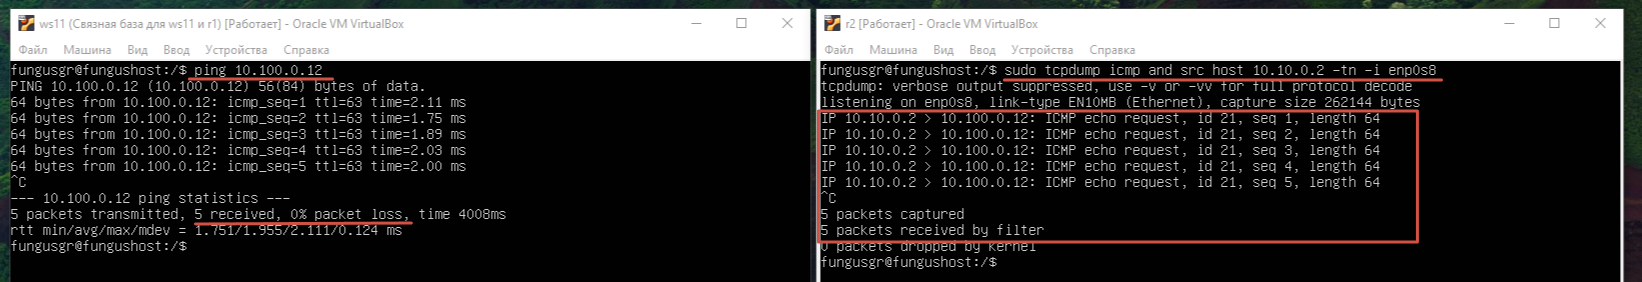 ws11 (Связная база для ws11 и r1) [Работает] - Oracle VM VirtualBox
Файл Машина Вид Ввод Устройства Справка
fungusgr@fungushost:/$ ping 10.100.0.12
PING 10.100.0.12 (10.100.0.12) 56(84) bytes of data.
64 bytes from 10.100.0.12: icmp_seq=1 ttl=63 time=2.11 ms
64 bytes from 10.100.0.12: icmp_seq=2 ttl=63 time=1.75 ms
64 bytes from 10.100.0.12: icmp_seq=3 ttl=63 time=1.89 ms
64 bytes from 10.100.0.12: icmp_seq=4 ttl=63 time=2.03 ms
64 bytes from 10.100.0.12: icmp_seq=5 ttl=63 time=2.00 ms
^C
--- 10.100.0.12 ping statistics ---
5 packets transmitted, 5 received, 0% packet loss, time 4008ms
rtt min/avg/max/mdev = 1.751/1.955/2.111/0.124 ms
fungusgr@fungushost:/$
r2 [Работает] - Oracle VM VirtualBox
Файл Машина Вид Ввод Устройства Справка
fungusgr@fungushost:/$ sudo tcpdump icmp and src host 10.10.0.2 -tn -i enp0s8
tcpdump: verbose output suppressed, use -v or -vv for full protocol decode
listening on enp0s8, link-type EN10MB (Ethernet), capture size 262144 bytes
IP 10.10.0.2 > 10.100.0.12: ICMP echo request, id 21, seq 1, length 64
IP 10.10.0.2 > 10.100.0.12: ICMP echo request, id 21, seq 2, length 64
IP 10.10.0.2 > 10.100.0.12: ICMP echo request, id 21, seq 3, length 64
IP 10.10.0.2 > 10.100.0.12: ICMP echo request, id 21, seq 4, length 64
IP 10.10.0.2 > 10.100.0.12: ICMP echo request, id 21, seq 5, length 64
^C
5 packets captured
5 packets received by filter
0 packets dropped by kernel
fungusgr@fungushost:/$